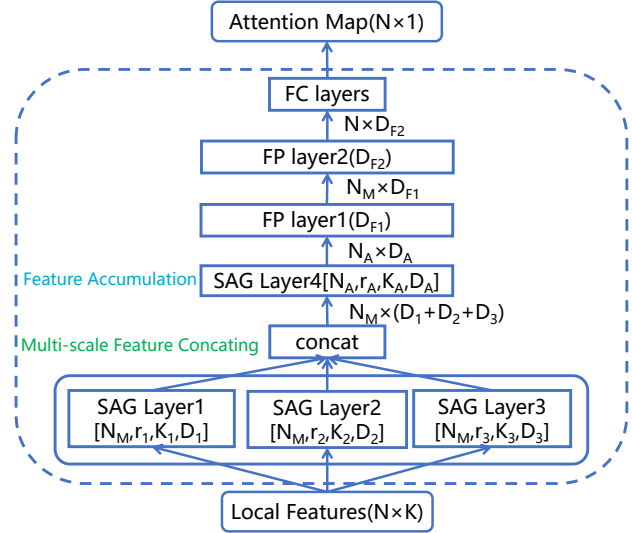 Attention Map(N×1)
FC layers
N×D_F2
FP layer2(D_F2)
N_M×D_F1
FP layer1(D_F1)
N_A×D_A
Feature Accumulation
SAG Layer4[N_A,r_A,K_A,D_A]
N_M×(D_1+D_2+D_3)
Multi-scale Feature Concating
concat
SAG Layer1
[N_M,r_1,K_1,D_1]
SAG Layer2
[N_M,r_2,K_2,D_2]
SAG Layer3
[N_M,r_3,K_3,D_3]
Local Features(N×K)